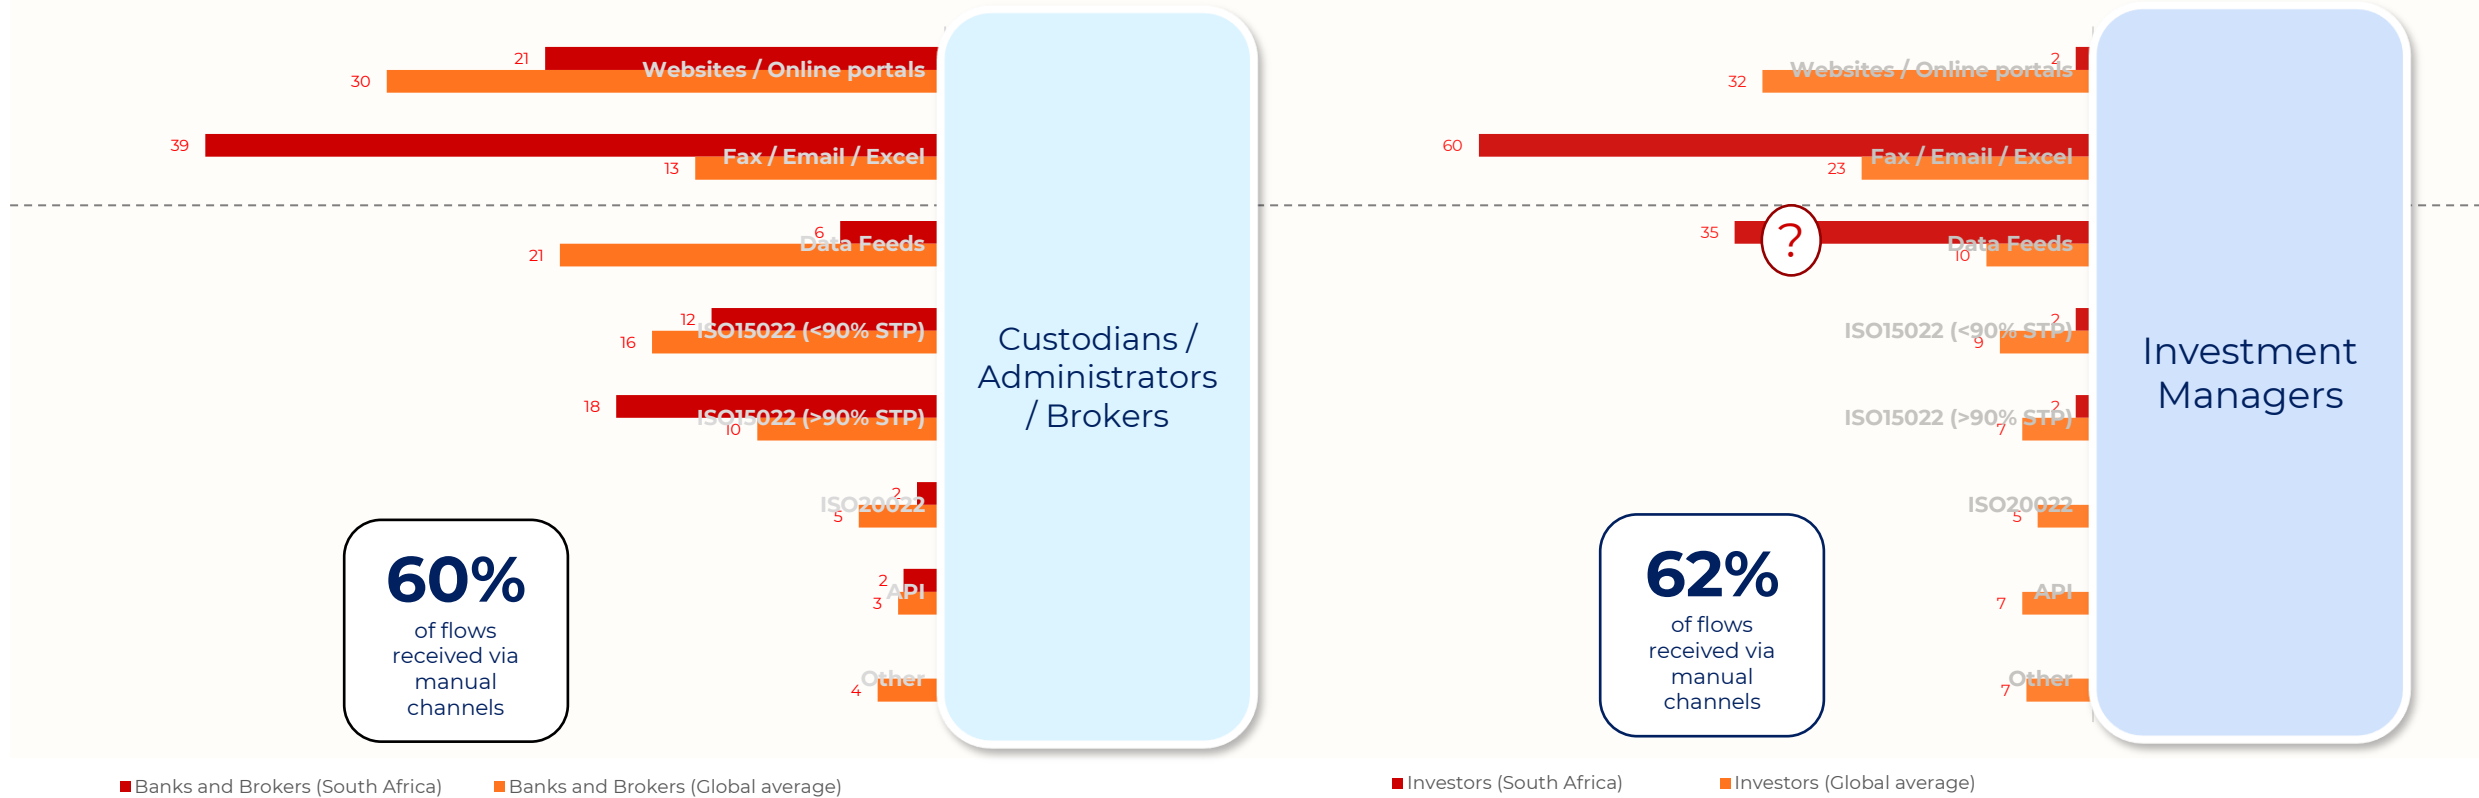 21
Websites / Online portals
30
39
Fax / Email / Excel
13
6
Data Feeds
21
12
ISO15022 (<90% STP)
16
18
ISO15022 (>90% STP)
10
2
ISO20022
5
2
API
3
Other
4
60%
of flows
received via
manual
channels
Custodians /
Administrators
/ Brokers
Banks and Brokers (South Africa)
Banks and Brokers (Global average)
2
Websites / Online portals
32
60
Fax / Email / Excel
23
35
?
Data Feeds
10
2
ISO15022 (<90% STP)
9
2
ISO15022 (>90% STP)
7
ISO20022
5
API
7
Other
7
62%
of flows
received via
manual
channels
Investment
Managers
Investors (South Africa)
Investors (Global average)